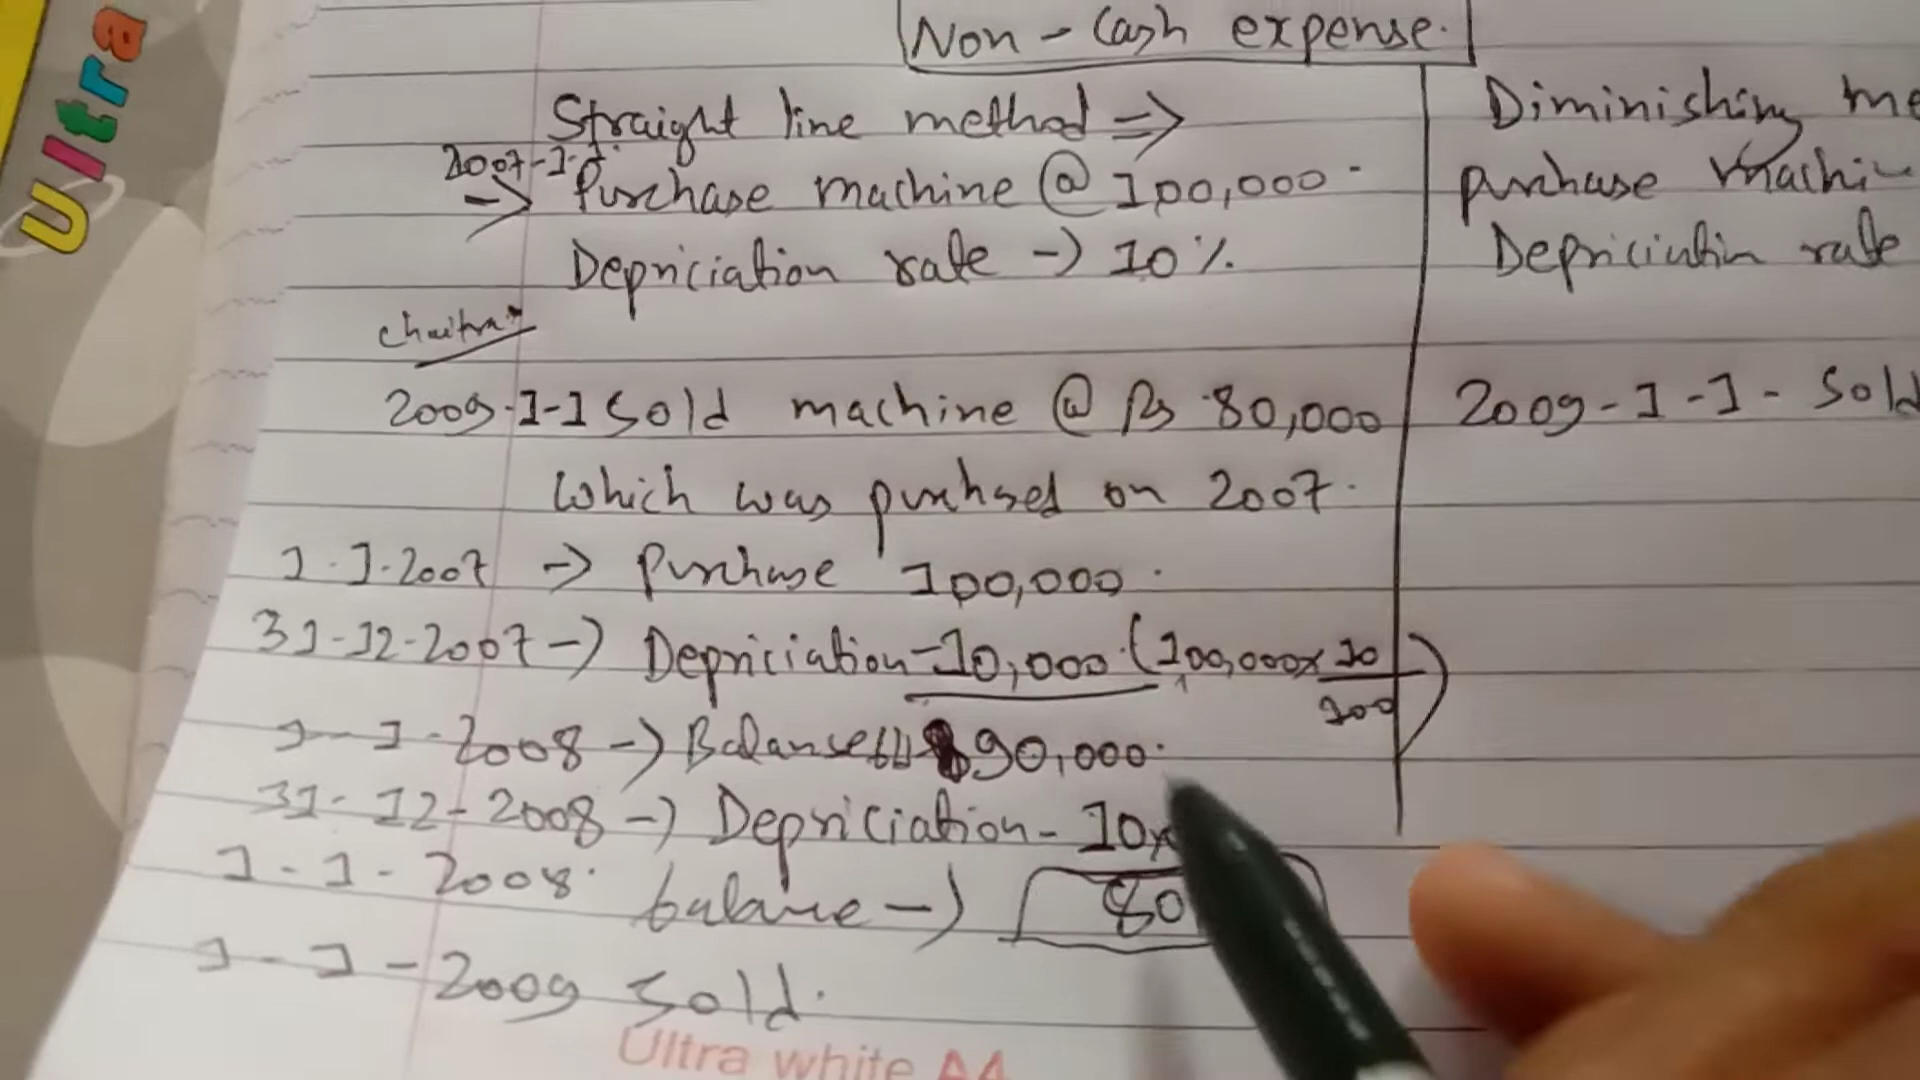 Ultra
Non - Cash expense.
Straight line method =>
2007-1-1
-> Purchase machine @ 100,000
Depriciation rate -> 10%
Chaitra
2009-1-1 Sold machine @ Rs 80,000
Which was purhsed on 2007.
1-1-2007 -> Purchase 100,000
31-12-2007 -> Depriciation - 10,000 (100,000 x 10/100)
1-1-2008 -> Balance 90,000
31-12-2008 -> Depriciation - 10
1-1-2008 balance -> 80
1-1-2009 Sold.
Diminishing me
purchase machin
Depriciation rate
2009-1-1- Sold
Ultra white A4